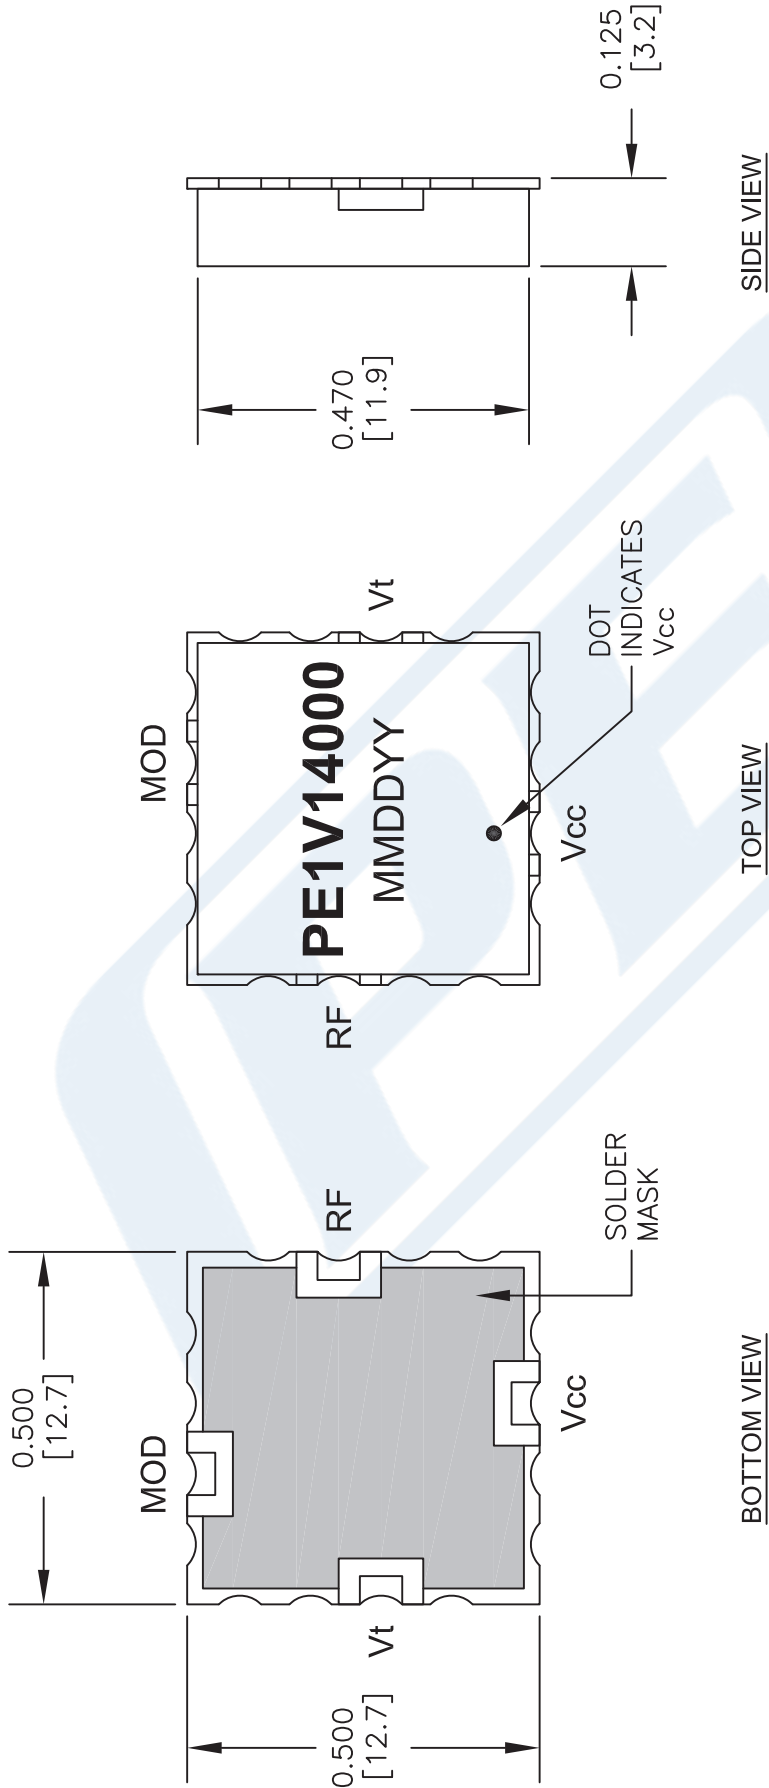 0.500
[12.7]
0.500
[12.7]
MOD
Vt
RF
Vcc
SOLDER
MASK
BOTTOM VIEW
MOD
RF
PE1V14000
MMDDYY
Vt
Vcc
DOT
INDICATES
Vcc
TOP VIEW
0.470
[11.9]
0.125
[3.2]
SIDE VIEW